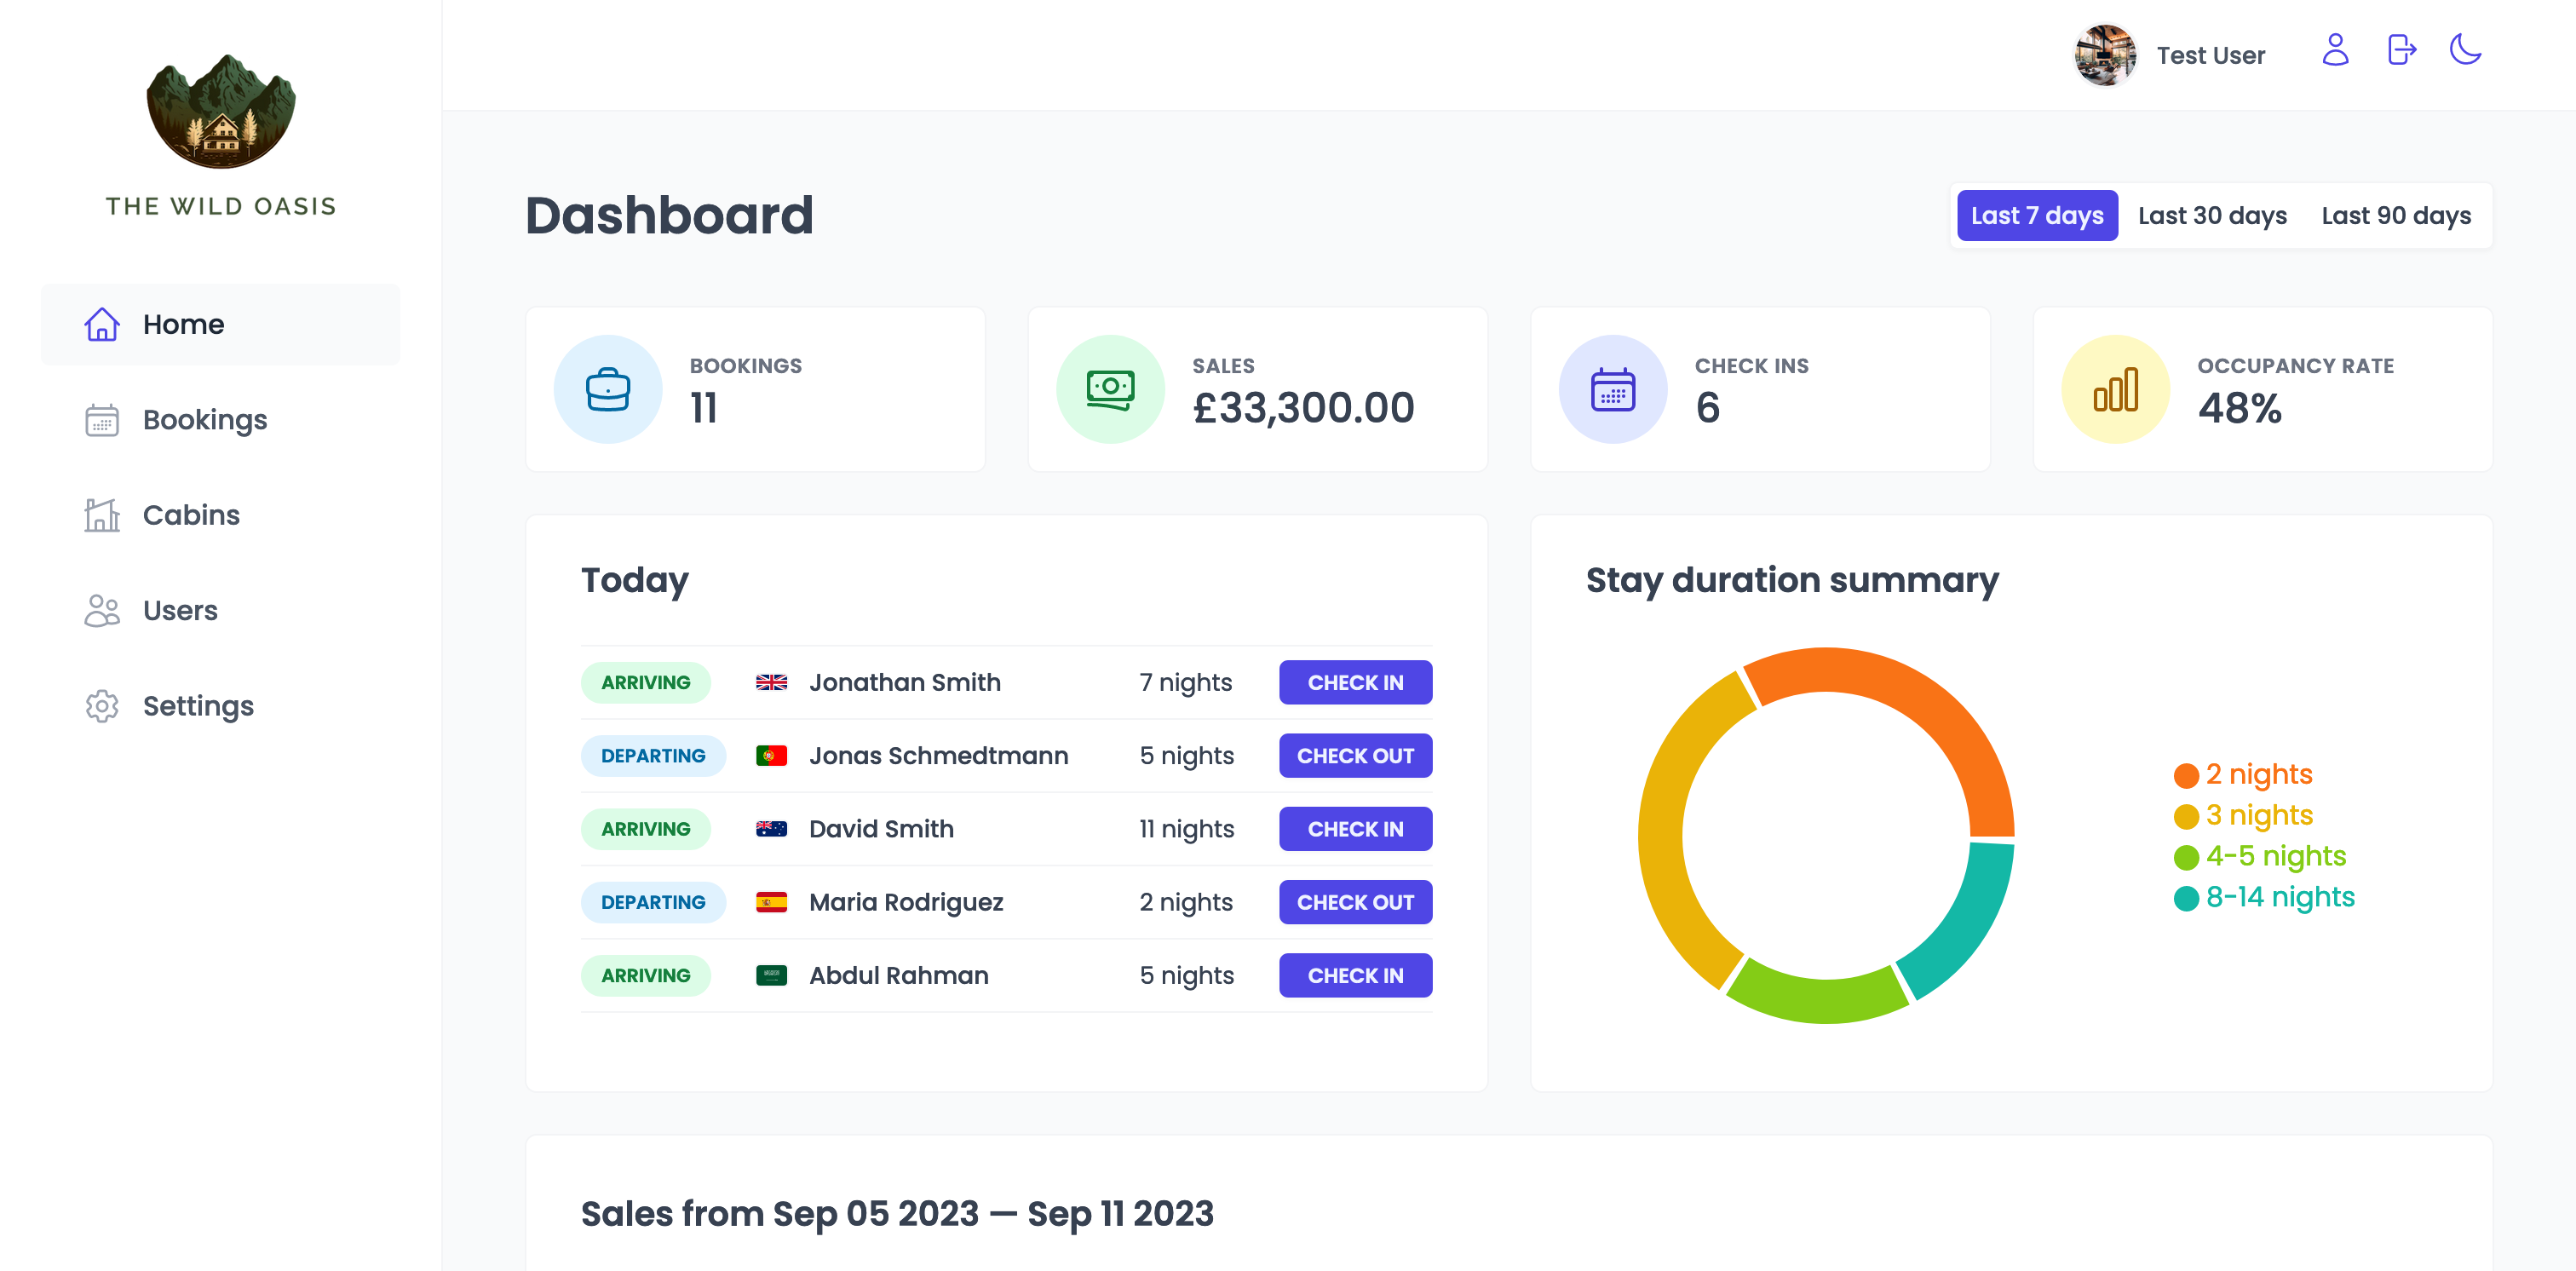 THE WILD OASIS
Home
Bookings
Cabins
Users
Settings
Test User
Dashboard
Last 7 days Last 30 days Last 90 days
BOOKINGS
11
SALES
£33,300.00
CHECK INS
6
OCCUPANCY RATE
48%
Today
ARRIVING Jonathan Smith 7 nights CHECK IN
DEPARTING Jonas Schmedtmann 5 nights CHECK OUT
ARRIVING David Smith 11 nights CHECK IN
DEPARTING Maria Rodriguez 2 nights CHECK OUT
ARRIVING Abdul Rahman 5 nights CHECK IN
Stay duration summary
2 nights
3 nights
4-5 nights
8-14 nights
Sales from Sep 05 2023 — Sep 11 2023